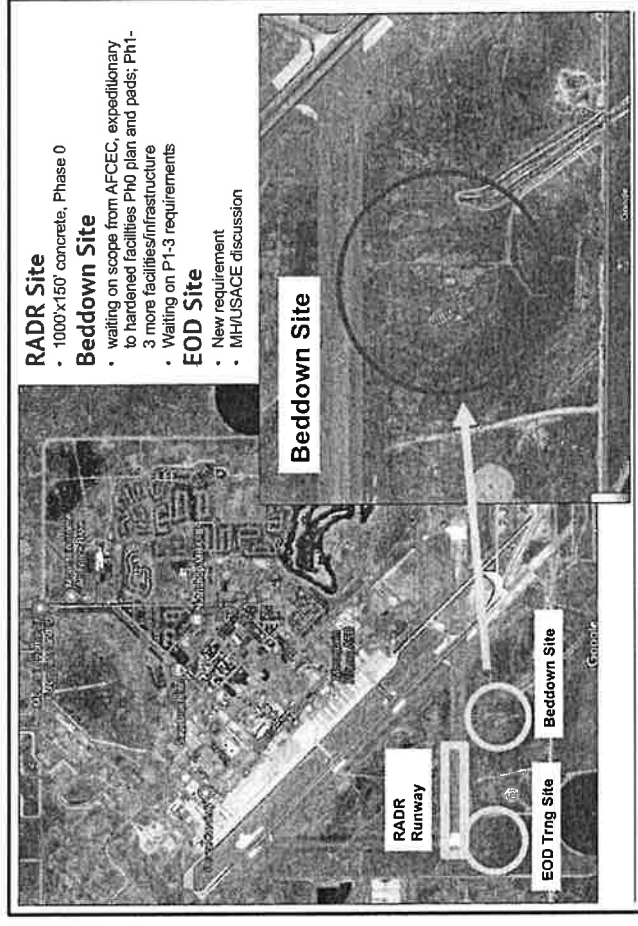 RADR Site
• 1000'x150' concrete, Phase 0
Beddown Site
• waiting on scope from AFCEC, expeditionary
to hardened facilities Ph0 plan and pads; Ph1-
3 more facilities/infrastructure
• Waiting on P1-3 requirements
EOD Site
• New requirement
• MH/USACE discussion
Beddown Site
RADR
Runway
EOD Trng Site
Beddown Site
Google
Google